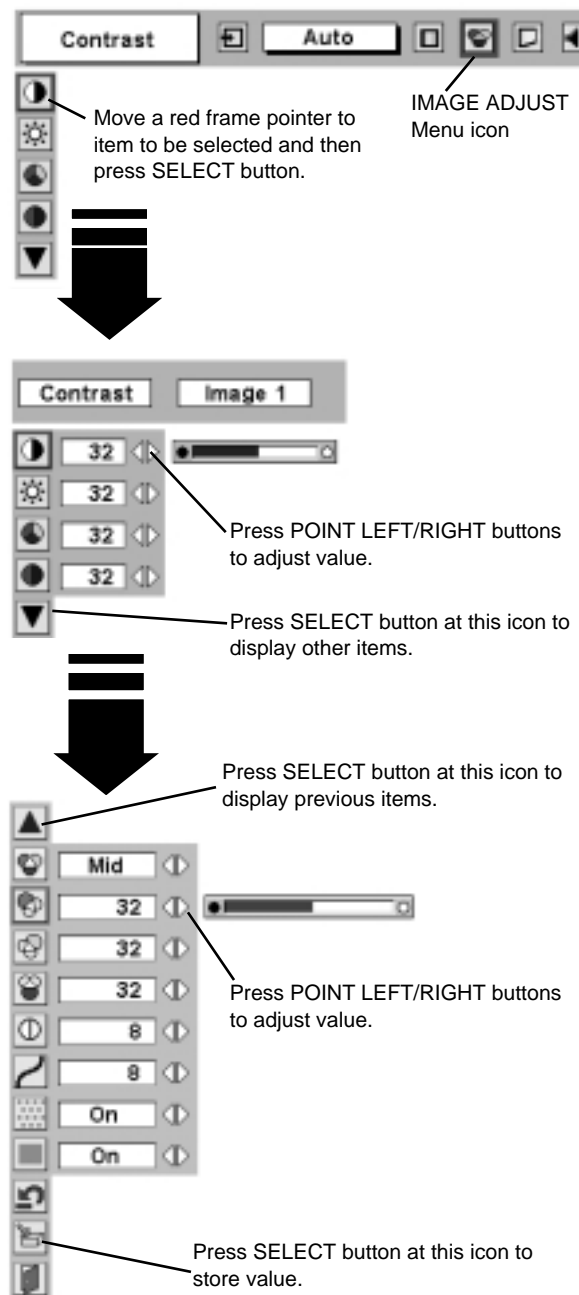 Contrast
Auto
Move a red frame pointer to
item to be selected and then
press SELECT button.
IMAGE ADJUST
Menu icon
Contrast
Image 1
32
32
32
32
Press POINT LEFT/RIGHT buttons
to adjust value.
Press SELECT button at this icon to
display other items.
Press SELECT button at this icon to
display previous items.
Mid
32
32
32
Press POINT LEFT/RIGHT buttons
to adjust value.
8
8
On
On
Press SELECT button at this icon to
store value.